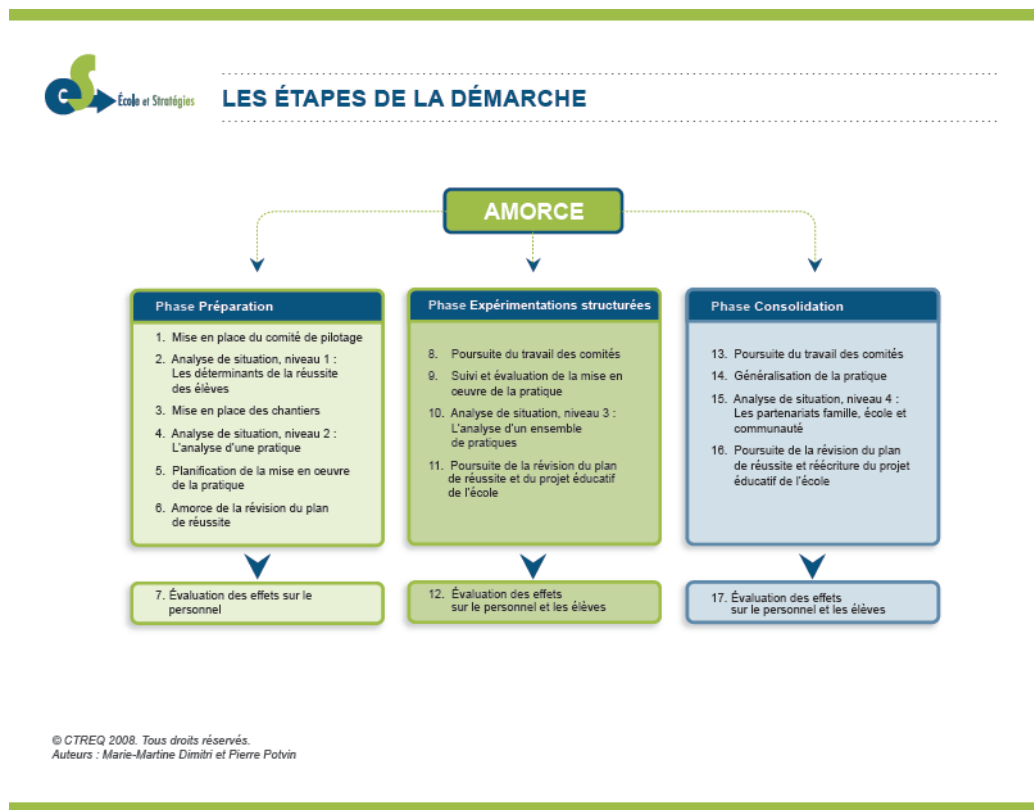 eS
École et Stratégies
LES ÉTAPES DE LA DÉMARCHE
AMORCE
Phase Préparation
1. Mise en place du comité de pilotage
2. Analyse de situation, niveau 1 :
Les déterminants de la réussite
des élèves
3. Mise en place des chantiers
4. Analyse de situation, niveau 2 :
L'analyse d'une pratique
5. Planification de la mise en oeuvre
de la pratique
6. Amorce de la révision du plan
de réussite
7. Évaluation des effets sur le
personnel
Phase Expérimentations structurées
8. Poursuite du travail des comités
9. Suivi et évaluation de la mise en
oeuvre de la pratique
10. Analyse de situation, niveau 3 :
L'analyse d'un ensemble
de pratiques
11. Poursuite de la révision du plan
de réussite et du projet éducatif
de l'école
12. Évaluation des effets
sur le personnel et les élèves
Phase Consolidation
13. Poursuite du travail des comités
14. Généralisation de la pratique
15. Analyse de situation, niveau 4 :
Les partenariats famille, école et
communauté
16. Poursuite de la révision du plan
de réussite et réécriture du projet
éducatif de l'école
17. Évaluation des effets
sur le personnel et les élèves
© CTREQ 2008. Tous droits réservés.
Auteurs : Marie-Martine Dimitri et Pierre Potvin